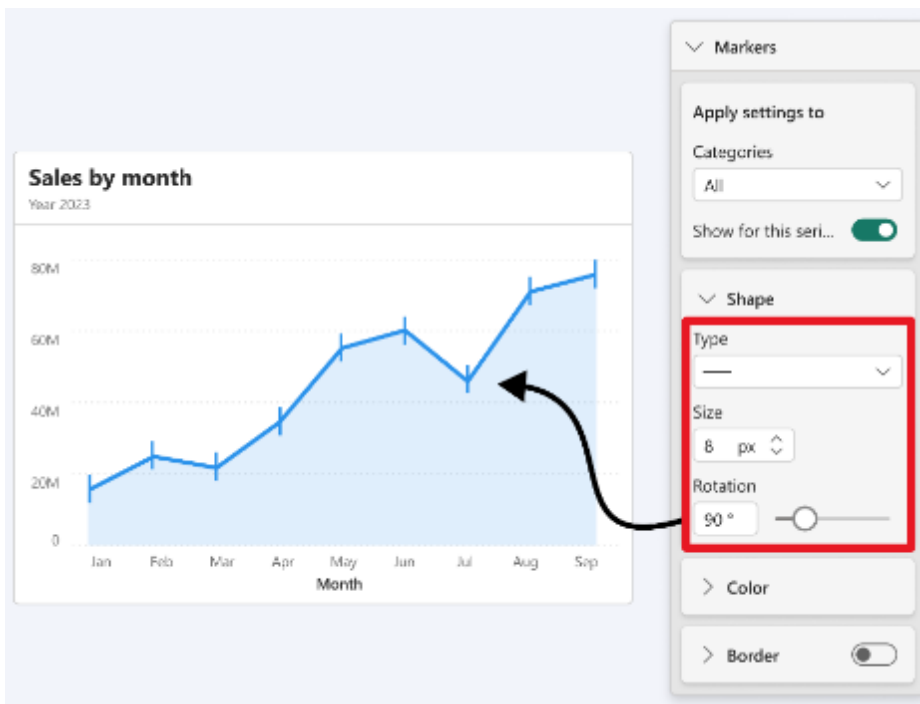 Sales by month
Year 2023
80M
60M
40M
20M
0
Jan Feb Mar Apr May Jun Jul Aug Sep
Month
Markers
Apply settings to
Categories
All
Show for this seri...
Shape
Type
Size
8 px
Rotation
90 °
Color
Border